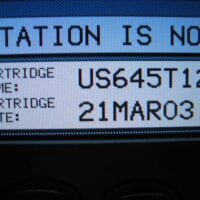 TATION IS NO
RTRIDGE
ME: US645T12
RTRIDGE
TE: 21MAR03